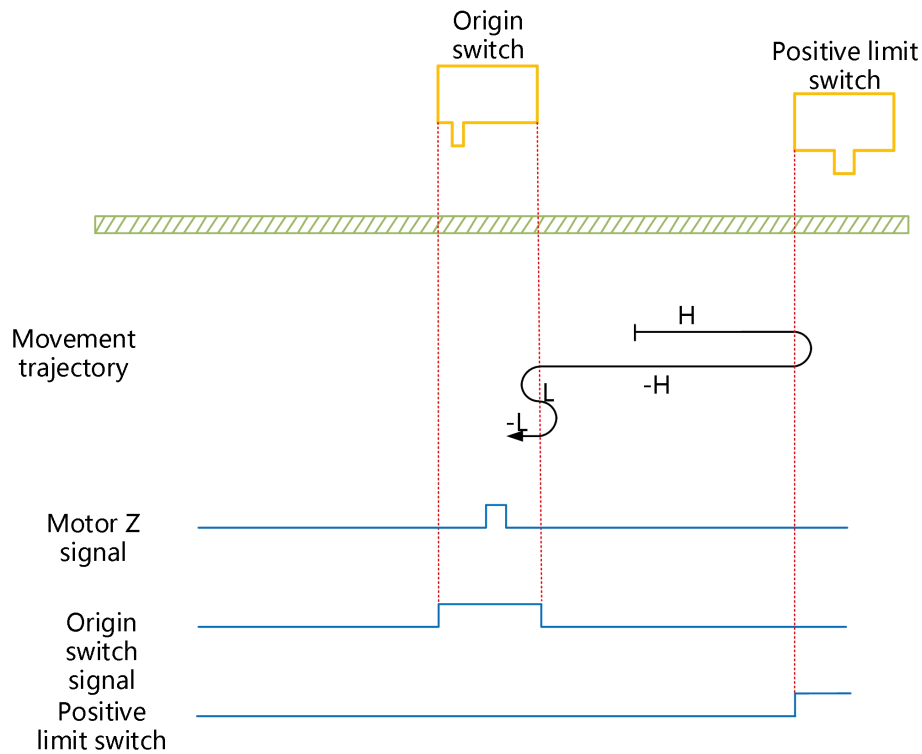 Origin
switch
Positive limit
switch
Movement
trajectory
H
-H
L
-L
Motor Z
signal
Origin
switch
signal
Positive
limit switch